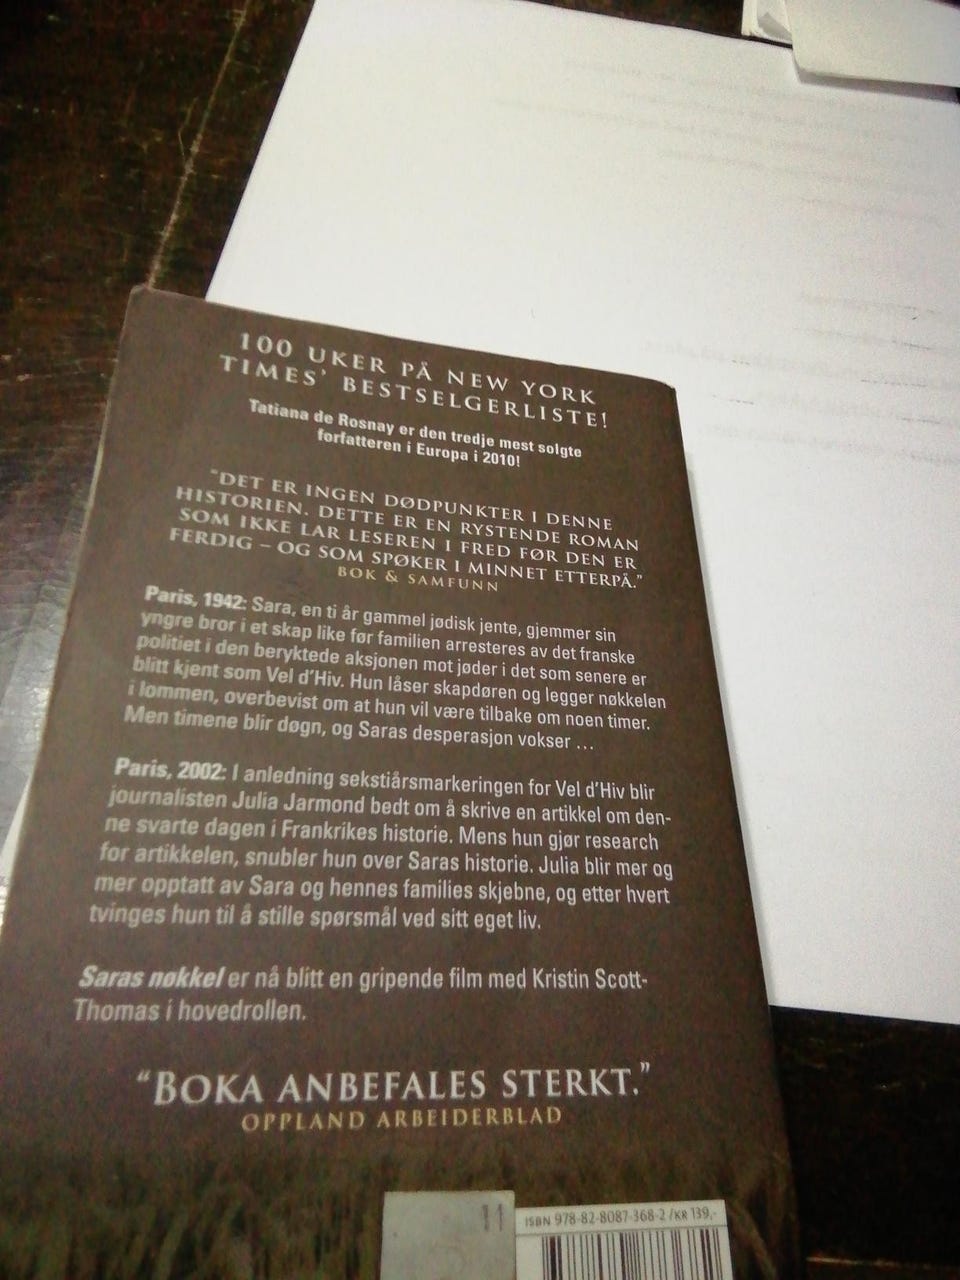 100 UKER PÅ NEW YORK
TIMES' BESTSELGERLISTE!
Tatiana de Rosnay er den tredje mest solgte
forfatteren i Europa i 2010!
"DET ER INGEN DØDPUNKTER I DENNE
HISTORIEN. DETTE ER EN RYSTENDE ROMAN
SOM IKKE LAR LESEREN I FRED FØR DEN ER
FERDIG – OG SOM SPØKER I MINNET ETTERPÅ."
BOK & SAMFUNN
Paris, 1942: Sara, en ti år gammel jødisk jente, gjemmer sin
yngre bror i et skap like før familien arresteres av det franske
politiet i den beryktede aksjonen mot jøder i det som senere er
blitt kjent som Vel d'Hiv. Hun låser skapdøren og legger nøkkelen
i lommen, overbevist om at hun vil være tilbake om noen timer.
Men timene blir døgn, og Saras desperasjon vokser ...
Paris, 2002: I anledning sekstiårsmarkeringen for Vel d'Hiv blir
journalisten Julia Jarmond bedt om å skrive en artikkel om den-
ne svarte dagen i Frankrikes historie. Mens hun gjør research
for artikkelen, snubler hun over Saras historie. Julia blir mer og
mer opptatt av Sara og hennes families skjebne, og etter hvert
tvinges hun til å stille spørsmål ved sitt eget liv.
Saras nøkkel er nå blitt en gripende film med Kristin Scott-
Thomas i hovedrollen.
"BOKA ANBEFALES STERKT."
OPPLAND ARBEIDERBLAD
11
ISBN 978-82-8087-368-2 /KR 139,-